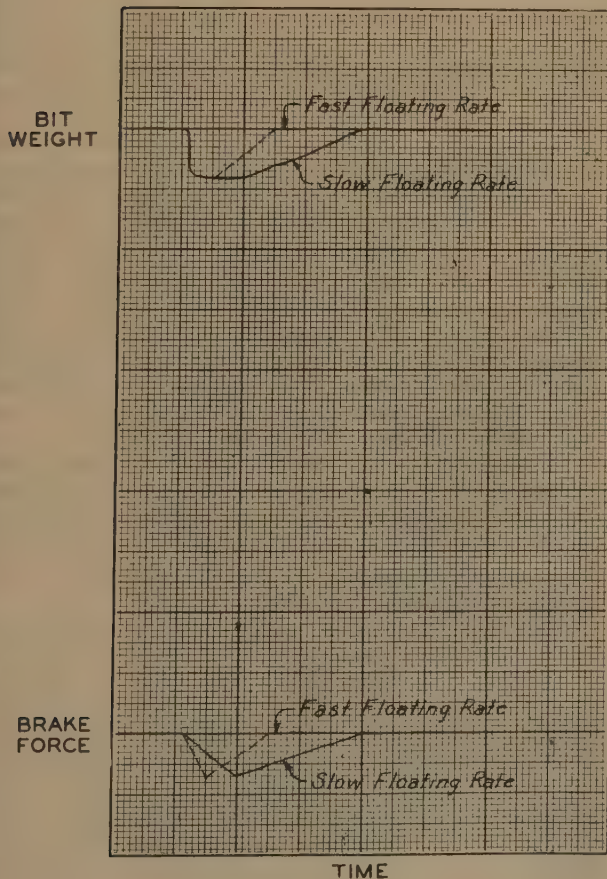 Fast Floating Rate
BIT
WEIGHT
Slow Floating Rate
Fast Floating Rate
BRAKE
FORCE
Slow Floating Rate
TIME